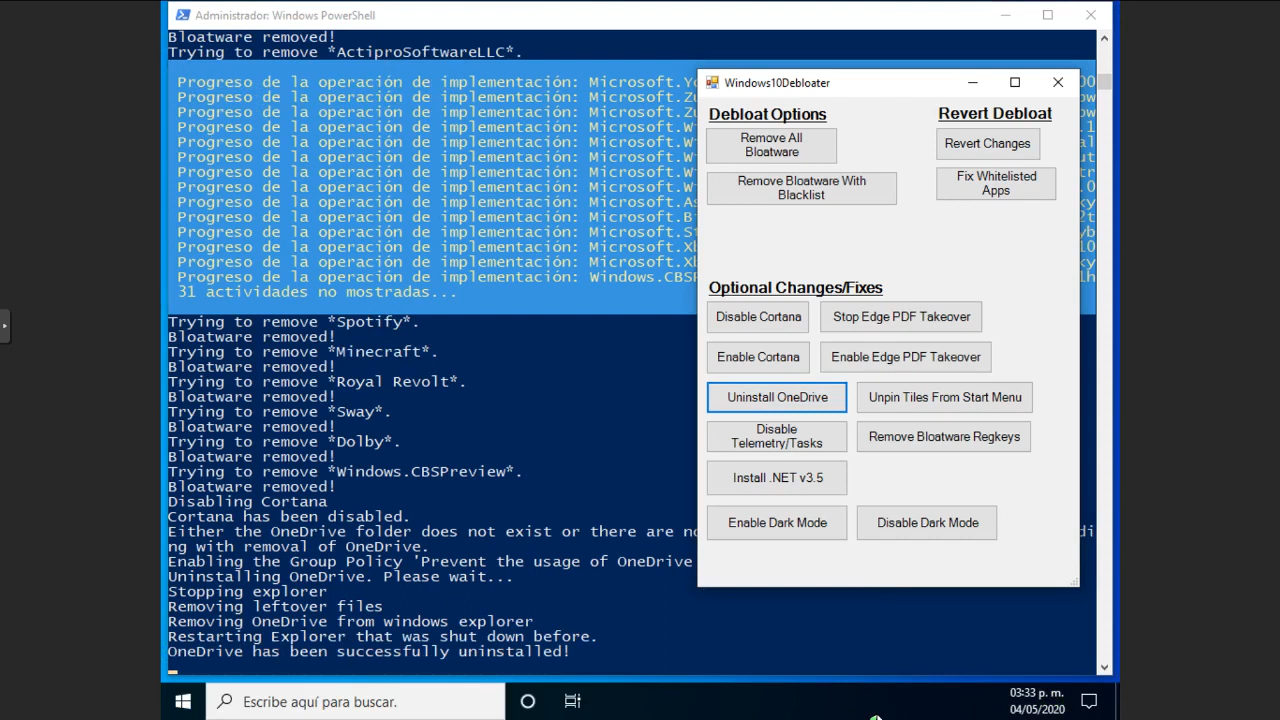 Administrador: Windows PowerShell
Bloatware removed!
Trying to remove *ActiproSoftwareLLC*.
Progreso de la operación de implementación: Microsoft.
Progreso de la operación de implementación: Microsoft.
Progreso de la operación de implementación: Microsoft.
Progreso de la operación de implementación: Microsoft.
Progreso de la operación de implementación: Microsoft.
Progreso de la operación de implementación: Microsoft.
Progreso de la operación de implementación: Microsoft.
Progreso de la operación de implementación: Microsoft.
Progreso de la operación de implementación: Microsoft.
Progreso de la operación de implementación: Microsoft.
Progreso de la operación de implementación: Microsoft.
Progreso de la operación de implementación: Microsoft.
Progreso de la operación de implementación: Microsoft.
Progreso de la operación de implementación: Windows.CBSP
31 actividades no mostradas...
Trying to remove *Spotify*.
Bloatware removed!
Trying to remove *Minecraft*.
Bloatware removed!
Trying to remove *Royal Revolt*.
Bloatware removed!
Trying to remove *Sway*.
Bloatware removed!
Trying to remove *Dolby*.
Bloatware removed!
Trying to remove *Windows.CBSPreview*.
Bloatware removed!
Disabling Cortana
Cortana has been disabled.
Either the OneDrive folder does not exist or there are no
ng with removal of OneDrive.
Enabling the Group Policy 'Prevent the usage of OneDrive
Uninstalling OneDrive. Please wait...
Stopping explorer
Removing leftover files
Removing OneDrive from windows explorer
Restarting Explorer that was shut down before.
OneDrive has been successfully uninstalled!
Windows10Debloater
Debloat Options
Revert Debloat
Remove All
Bloatware
Revert Changes
Remove Bloatware With
Blacklist
Fix Whitelisted
Apps
Optional Changes/Fixes
Disable Cortana
Stop Edge PDF Takeover
Enable Cortana
Enable Edge PDF Takeover
Uninstall OneDrive
Unpin Tiles From Start Menu
Disable
Telemetry/Tasks
Remove Bloatware Regkeys
Install .NET v3.5
Enable Dark Mode
Disable Dark Mode
Escribe aquí para buscar.
03:33 p. m.
04/05/2020